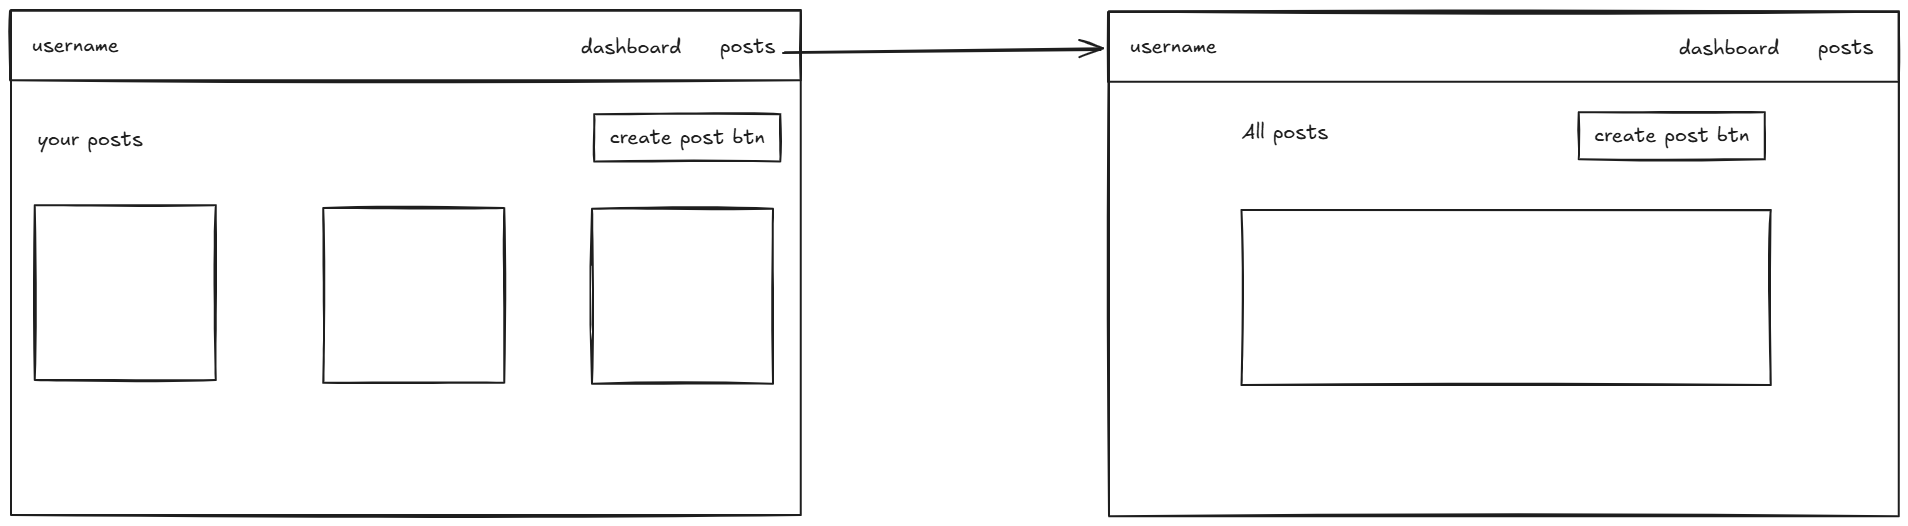 username
dashboard
posts
your posts
create post btn
username
dashboard
posts
All posts
create post btn